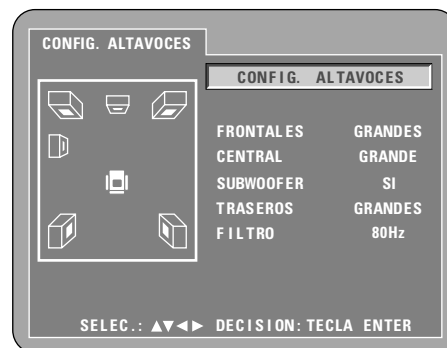 CONFIG. ALTAVOCES
CONFIG. ALTAVOCES
FRONTALES GRANDES
CENTRAL GRANDE
SUBWOOFER SI
TRASEROS GRANDES
FILTRO 80Hz
SELEC.: ▲▼◄► DECISION: TECLA ENTER